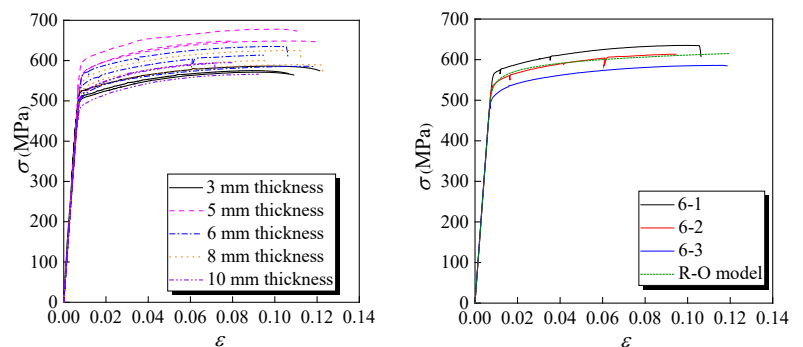 700
600
500
400
300
200
100
0
σ (MPa)
0.00 0.02 0.04 0.06 0.08 0.10 0.12 0.14
ε
3 mm thickness
5 mm thickness
6 mm thickness
8 mm thickness
10 mm thickness
700
600
500
400
300
200
100
0
σ (MPa)
0.00 0.02 0.04 0.06 0.08 0.10 0.12 0.14
ε
6-1
6-2
6-3
R-O model